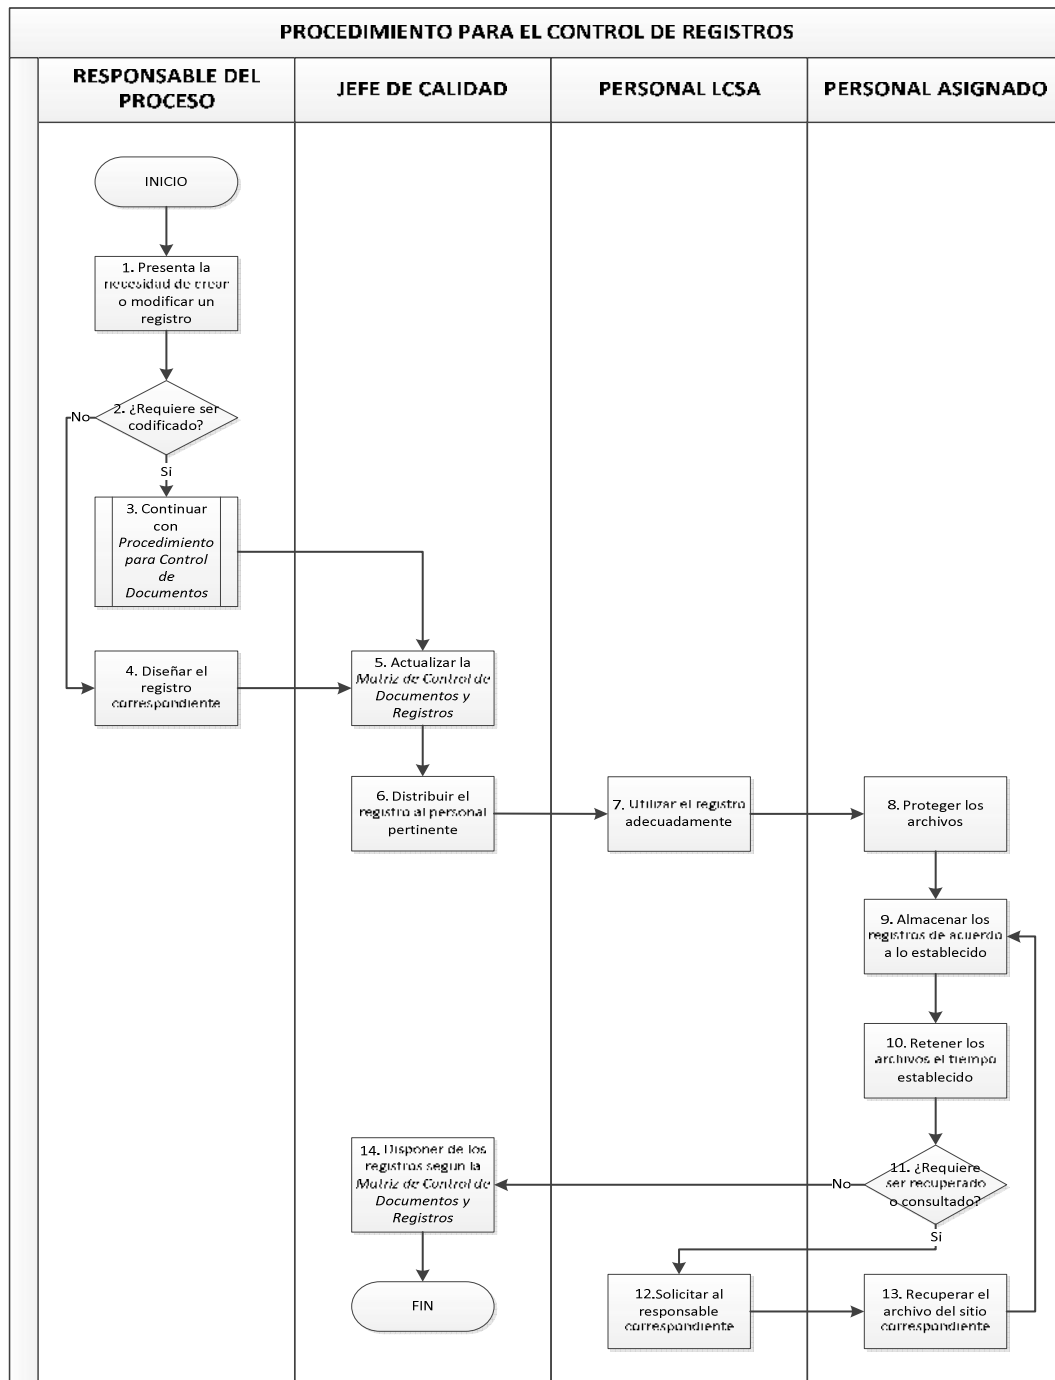 PROCEDIMIENTO PARA EL CONTROL DE REGISTROS
RESPONSABLE DEL
PROCESO
JEFE DE CALIDAD
PERSONAL LCSA
PERSONAL ASIGNADO
INICIO
1. Presenta la
necesidad de crear
o modificar un
registro
2. ¿Requiere ser
codificado?
No
Si
3. Continuar
con
Procedimiento
para Control
de
Documentos
4. Diseñar el
registro
correspondiente
5. Actualizar la
Matriz de Control de
Documentos y
Registros
6. Distribuir el
registro al personal
pertinente
7. Utilizar el registro
adecuadamente
8. Proteger los
archivos
9. Almacenar los
registros de acuerdo
a lo establecido
10. Retener los
archivos el tiempo
establecido
11. ¿Requiere
ser recuperado
o consultado?
No
Si
14. Disponer de los
registros según la
Matriz de Control de
Documentos y
Registros
FIN
12.Solicitar al
responsable
correspondiente
13. Recuperar el
archivo del sitio
correspondiente